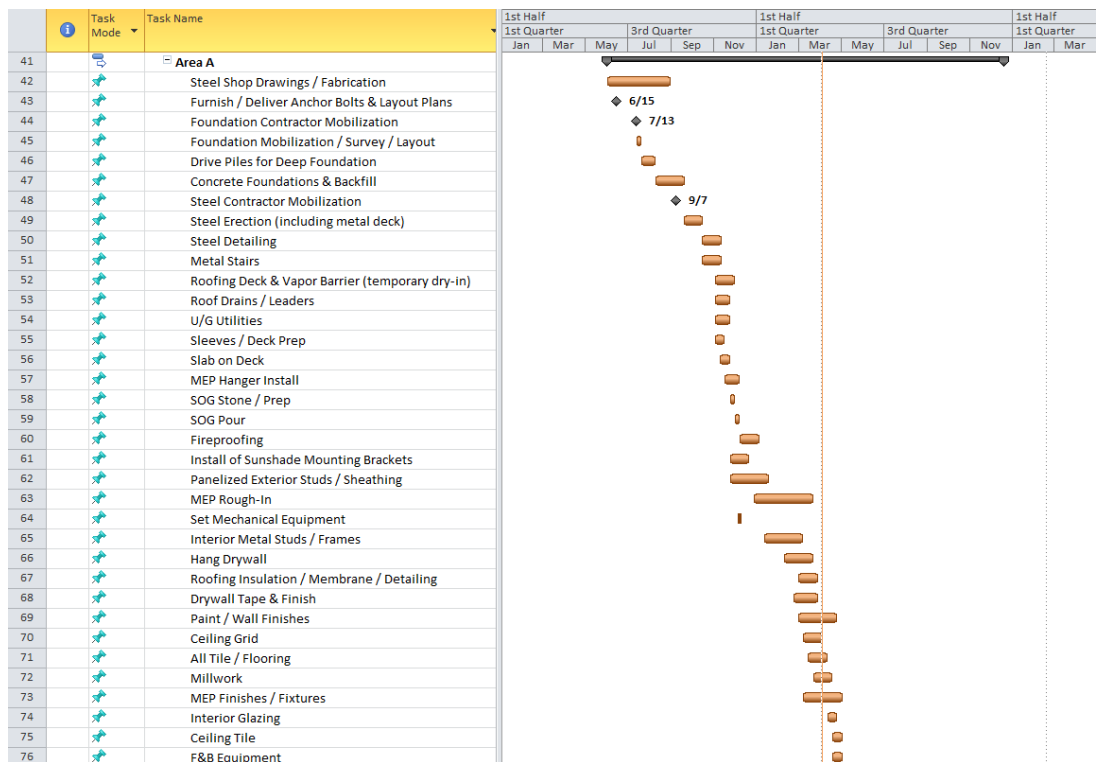 Task Mode Task Name 1st Half 1st Half 1st Half
1st Quarter 3rd Quarter 1st Quarter 3rd Quarter 1st Quarter
Jan Mar May Jul Sep Nov Jan Mar May Jul Sep Nov Jan Mar
41 Area A
42 Steel Shop Drawings / Fabrication
43 Furnish / Deliver Anchor Bolts & Layout Plans 6/15
44 Foundation Contractor Mobilization 7/13
45 Foundation Mobilization / Survey / Layout
46 Drive Piles for Deep Foundation
47 Concrete Foundations & Backfill
48 Steel Contractor Mobilization 9/7
49 Steel Erection (including metal deck)
50 Steel Detailing
51 Metal Stairs
52 Roofing Deck & Vapor Barrier (temporary dry-in)
53 Roof Drains / Leaders
54 U/G Utilities
55 Sleeves / Deck Prep
56 Slab on Deck
57 MEP Hanger Install
58 SOG Stone / Prep
59 SOG Pour
60 Fireproofing
61 Install of Sunshade Mounting Brackets
62 Panelized Exterior Studs / Sheathing
63 MEP Rough-In
64 Set Mechanical Equipment
65 Interior Metal Studs / Frames
66 Hang Drywall
67 Roofing Insulation / Membrane / Detailing
68 Drywall Tape & Finish
69 Paint / Wall Finishes
70 Ceiling Grid
71 All Tile / Flooring
72 Millwork
73 MEP Finishes / Fixtures
74 Interior Glazing
75 Ceiling Tile
76 F&B Equipment